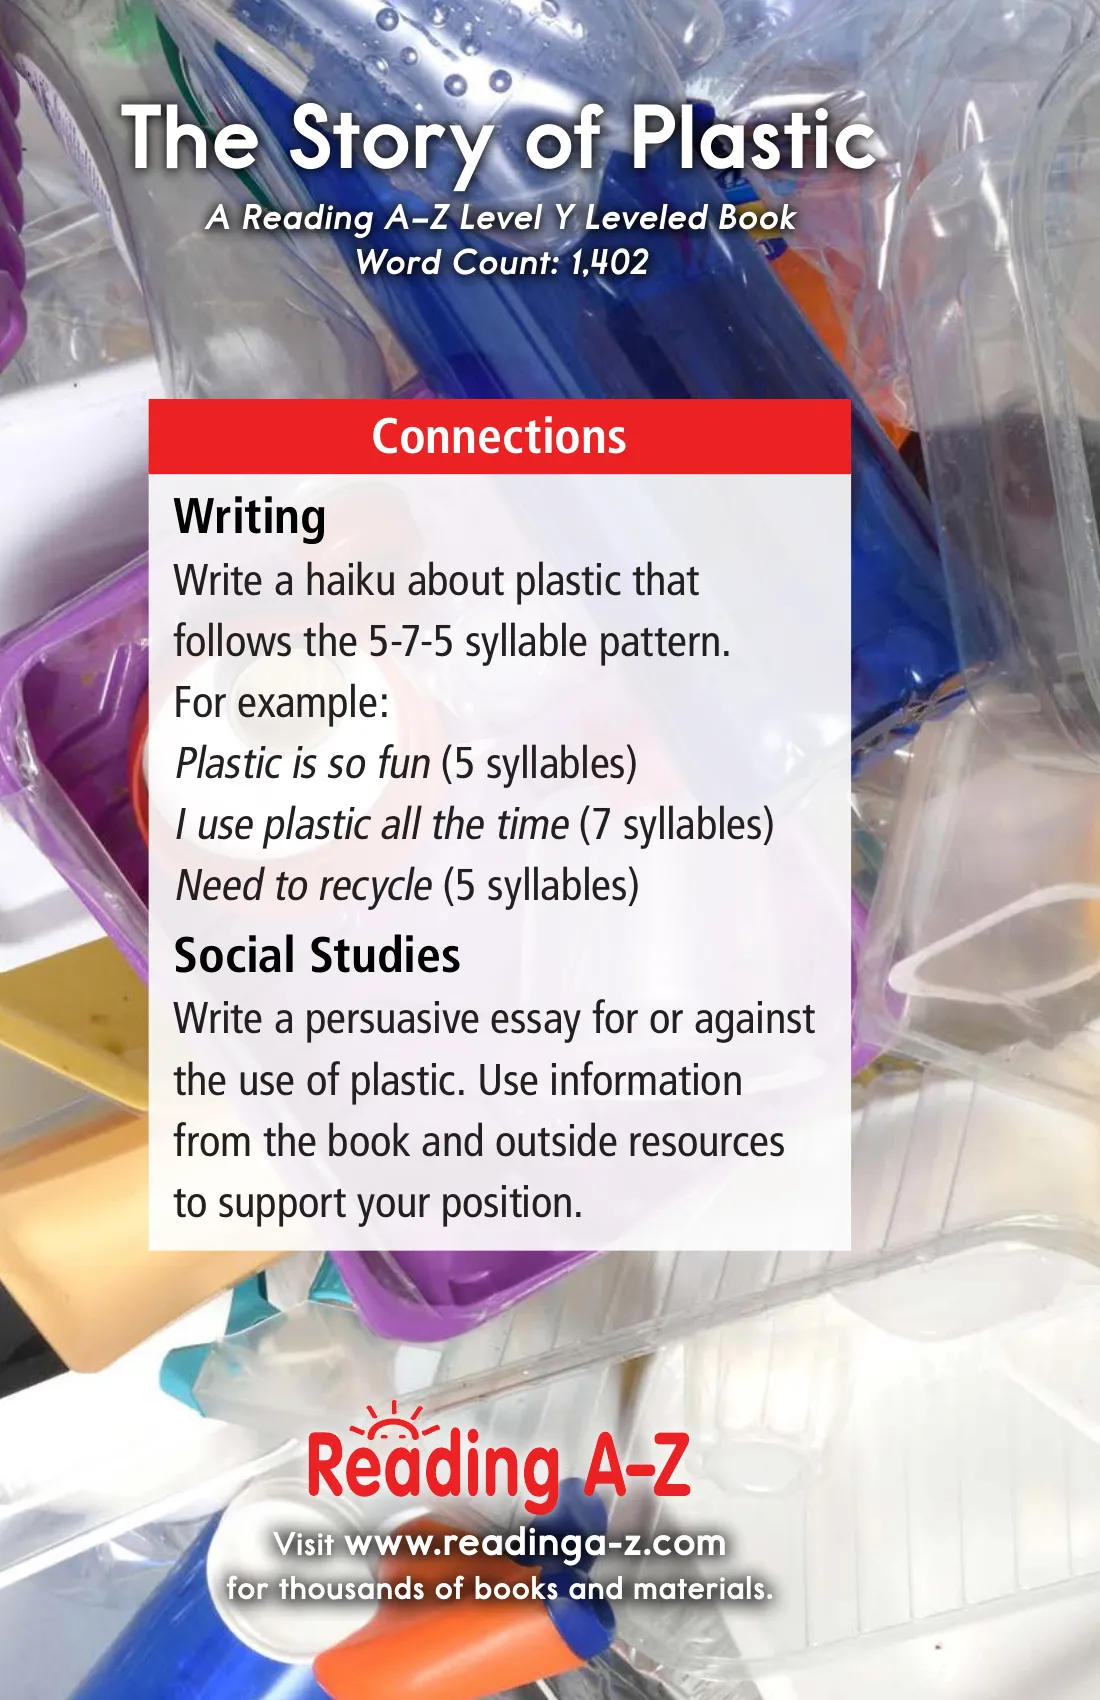 The Story of Plastic
A Reading A–Z Level Y Leveled Book
Word Count: 1,402
Connections
Writing
Write a haiku about plastic that
follows the 5-7-5 syllable pattern.
For example:
Plastic is so fun (5 syllables)
I use plastic all the time (7 syllables)
Need to recycle (5 syllables)
Social Studies
Write a persuasive essay for or against
the use of plastic. Use information
from the book and outside resources
to support your position.
Reading A–Z
Visit www.readinga-z.com
for thousands of books and materials.